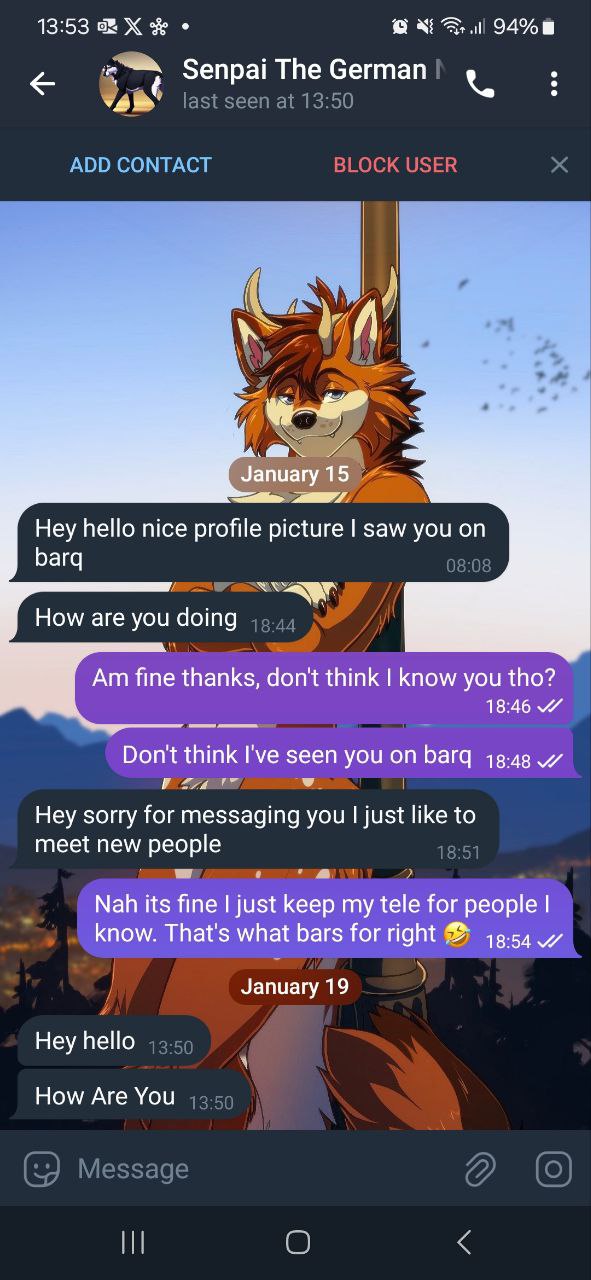 13:53
94%
Senpai The German
last seen at 13:50
ADD CONTACT
BLOCK USER
January 15
Hey hello nice profile picture I saw you on
barq
08:08
How are you doing 18:44
Am fine thanks, don't think I know you tho?
18:46
Don't think I've seen you on barq 18:48
Hey sorry for messaging you I just like to
meet new people
18:51
Nah its fine I just keep my tele for people I
know. That's what bars for right 🤣 18:54
January 19
Hey hello 13:50
How Are You 13:50
Message